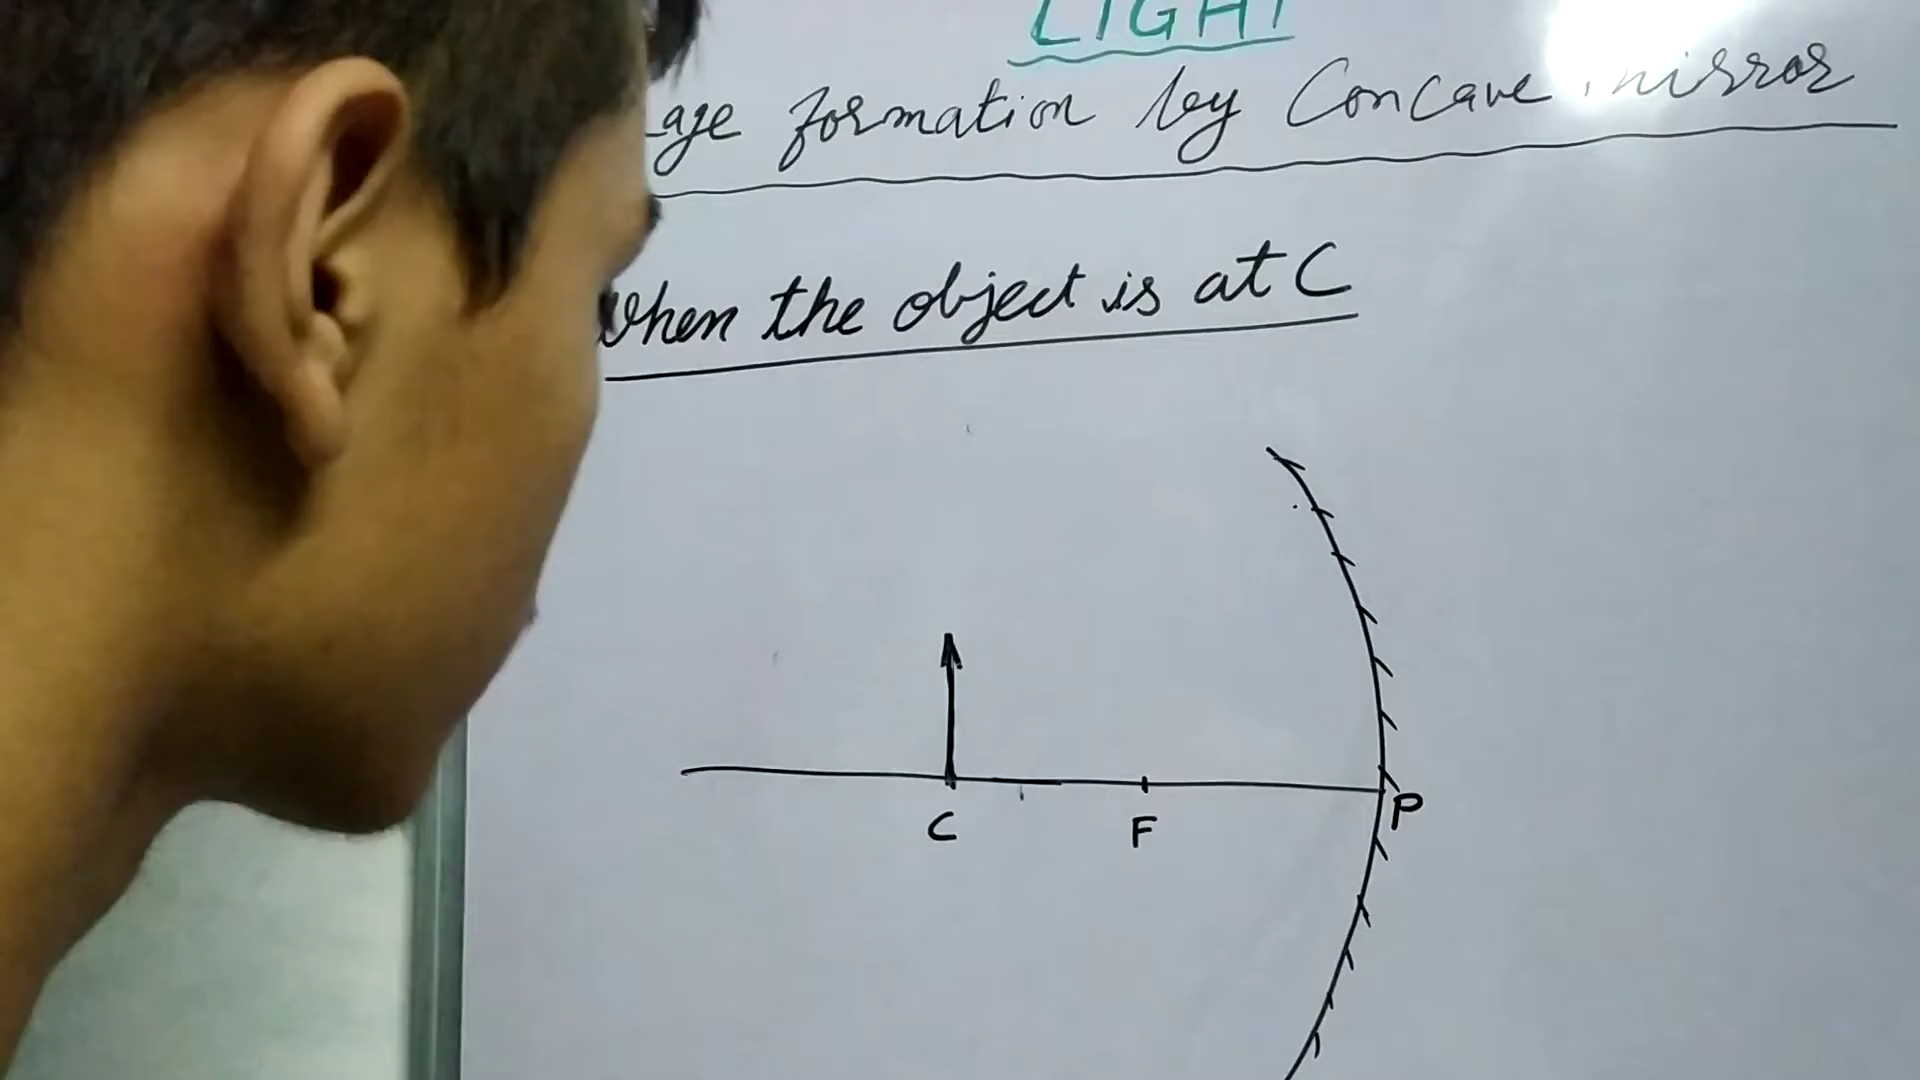 LIGHT
age formation by Concave mirror
When the object is at C
C F P